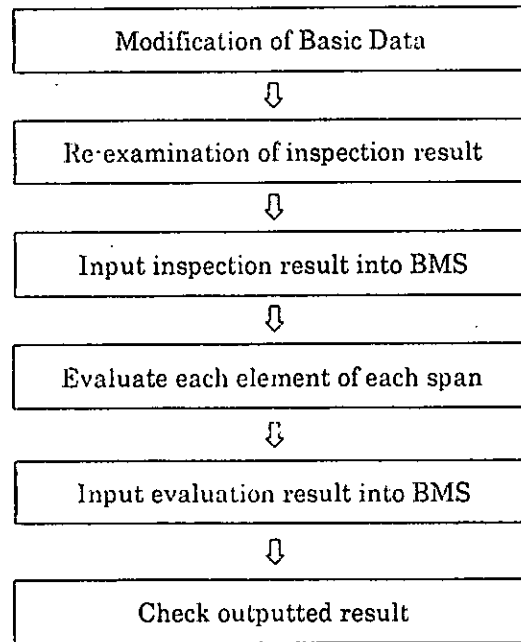 Modification of Basic Data
Re-examination of inspection result
Input inspection result into BMS
Evaluate each element of each span
Input evaluation result into BMS
Check outputted result